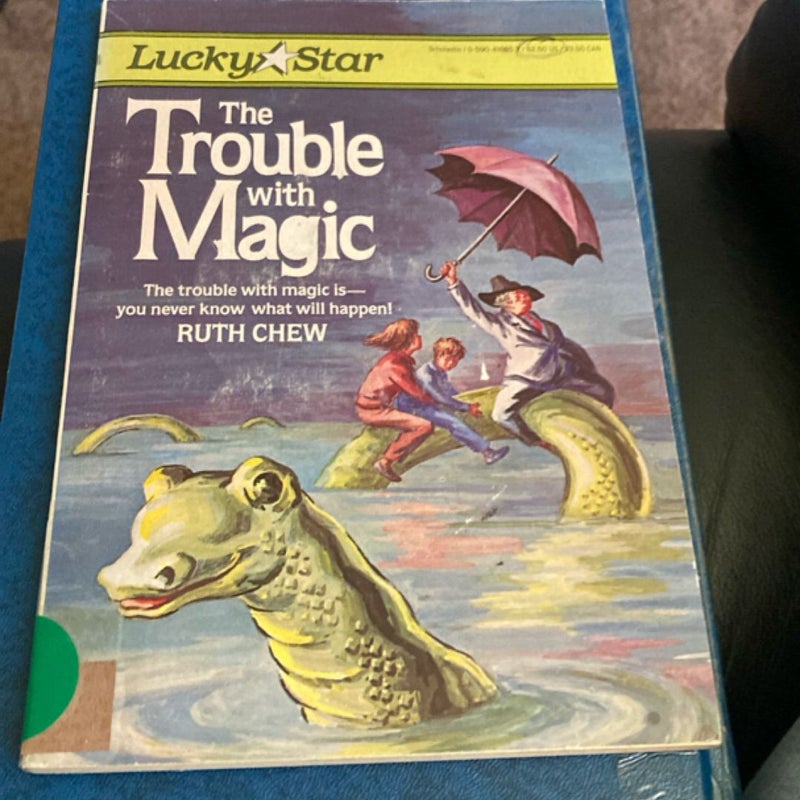 Lucky Star
The
Trouble
with
Magic
The trouble with magic is—
you never know what will happen!
RUTH CHEW